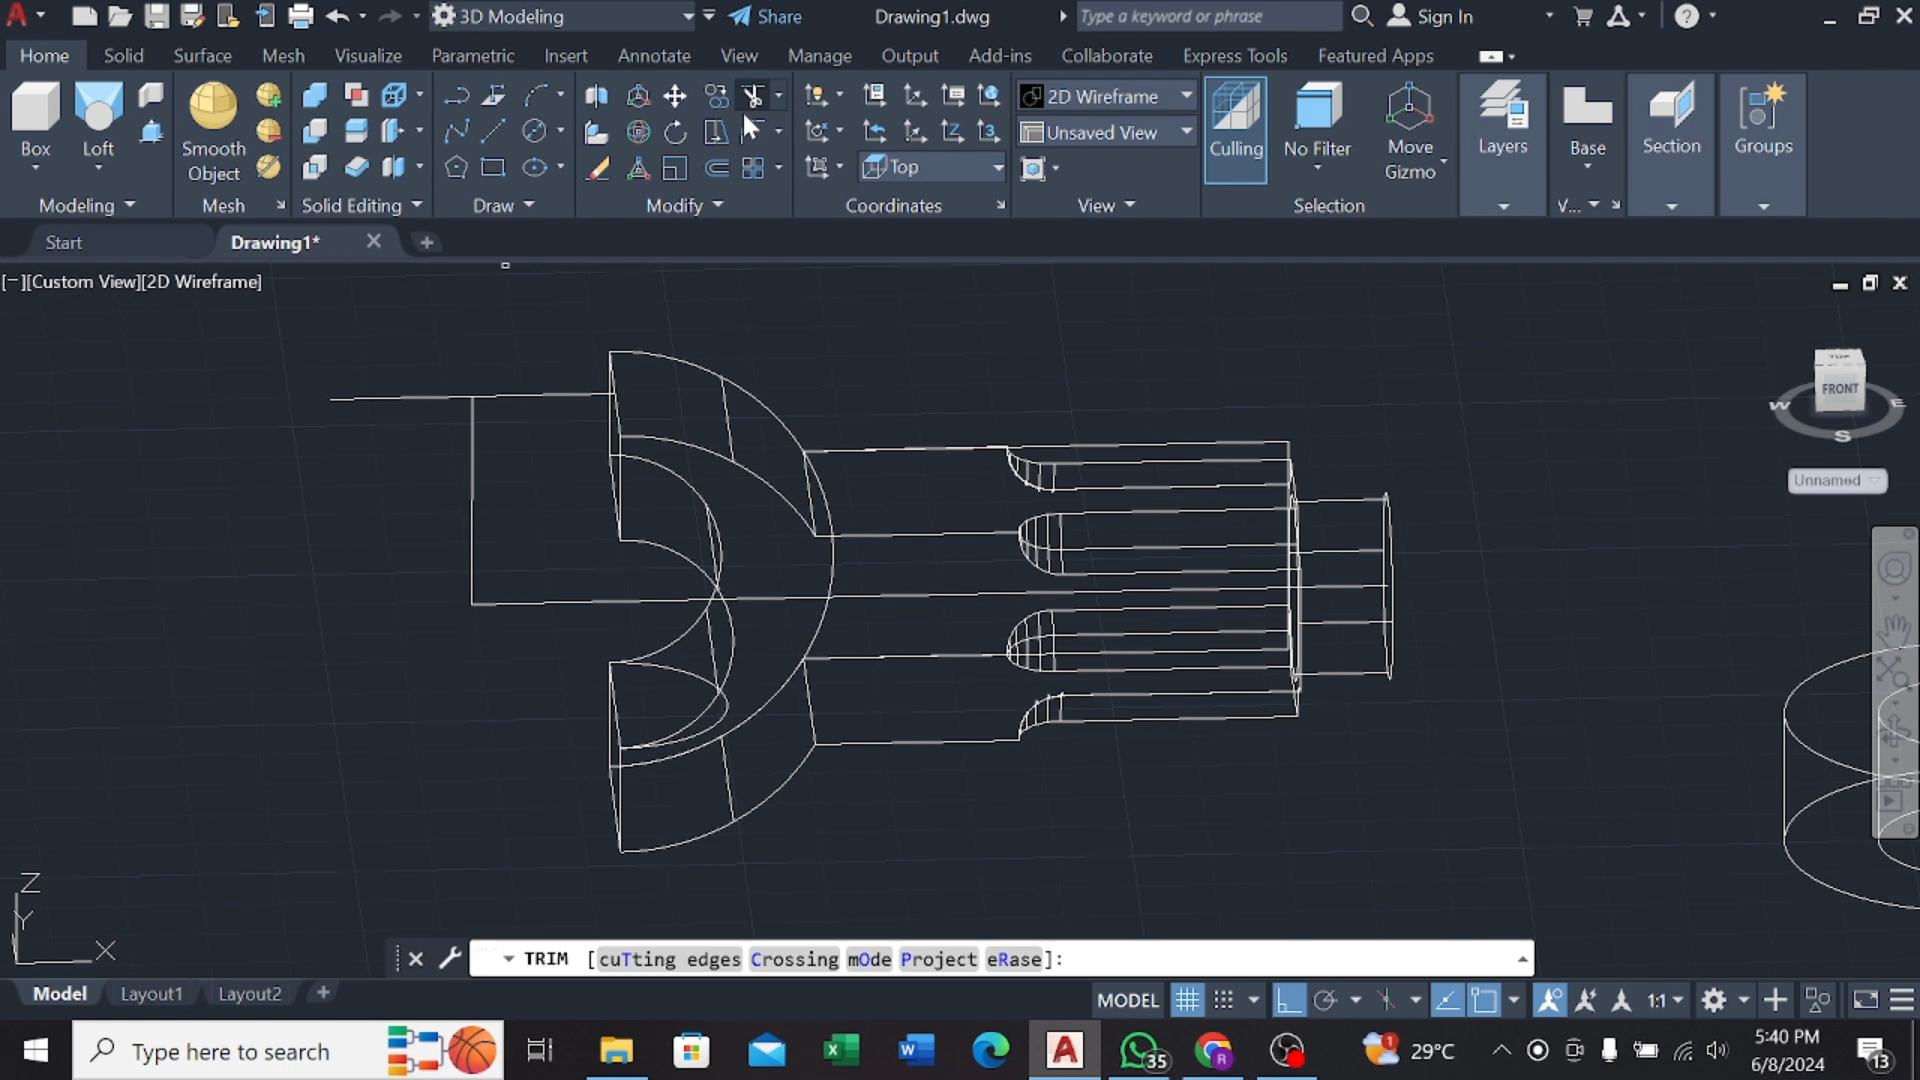 3D Modeling
Share
Drawing1.dwg
Type a keyword or phrase
Sign In
Home
Solid
Surface
Mesh
Visualize
Parametric
Insert
Annotate
View
Manage
Output
Add-ins
Collaborate
Express Tools
Featured Apps
Box
Loft
Smooth
Object
Top
2D Wireframe
Unsaved View
Culling
No Filter
Move
Gizmo
Layers
Base
Section
Groups
Modeling
Mesh
Solid Editing
Draw
Modify
Coordinates
View
Selection
V...
Start
Drawing1*
[−][Custom View][2D Wireframe]
TOP
FRONT
W
E
S
Unnamed
Z
Y
X
TRIM [cuTting edges Crossing mOde Project eRase]:
Model
Layout1
Layout2
MODEL
1:1
Type here to search
35
R
1
29°C
5:40 PM
6/8/2024
13